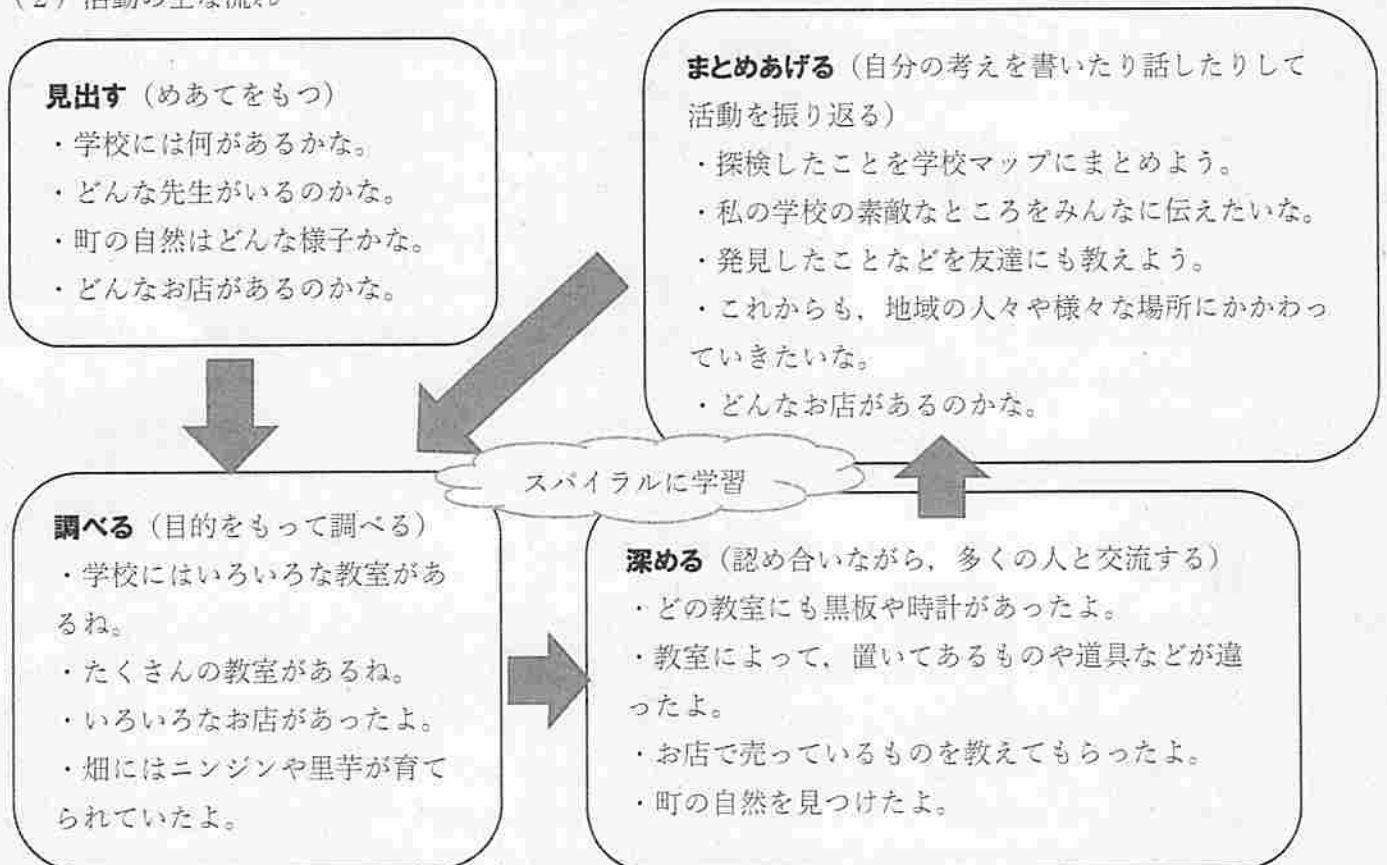 (2)活動の主な流れ
見出す(めあてをもつ)
・学校には何があるかな。
・どんな先生がいるのかな。
・町の自然はどんな様子かな。
・どんなお店があるのかな。
まとめあげる(自分の考えを書いたり話したりして
活動を振り返る)
・探検したことを学校マップにまとめよう。
・私の学校の素敵なところをみんなに伝えたいな。
・発見したことなどを友達にも教えよう。
・これからも,地域の人々や様々な場所にかかわっ
ていきたいな。
・どんなお店があるのかな。
スパイラルに学習
調べる(目的をもって調べる)
・学校にはいろいろな教室があ
るね。
・たくさんの教室があるね。
・いろいろなお店があったよ。
・畑にはニンジンや里芋が育て
られていたよ。
深める(認め合いながら,多くの人と交流する)
・どの教室にも黒板や時計があったよ。
・教室によって,置いてあるものや道具などが違
ったよ。
・お店で売っているものを教えてもらったよ。
・町の自然を見つけたよ。